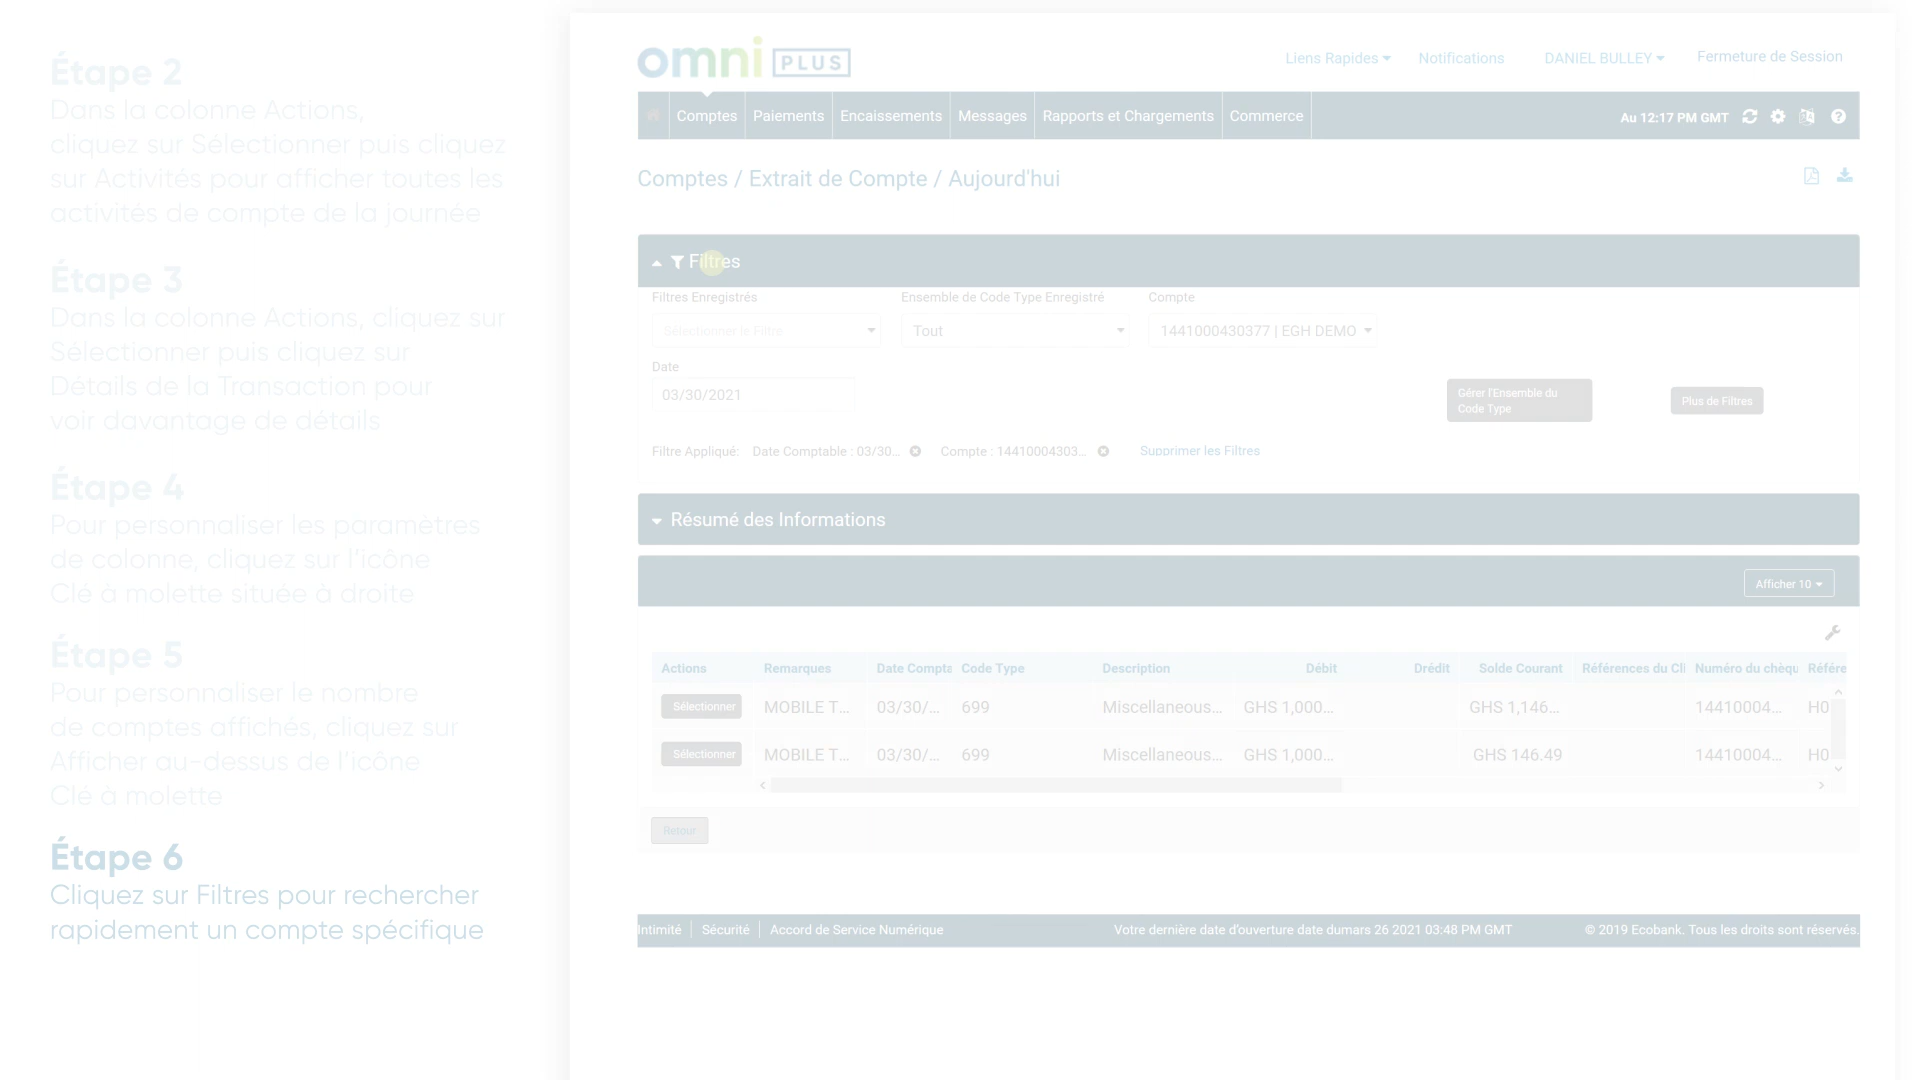 Étape 2
Dans la colonne Actions,
cliquez sur Sélectionner puis cliquez
sur Activités pour afficher toutes les
activités de compte de la journée
Étape 3
Dans la colonne Actions, cliquez sur
Sélectionner puis cliquez sur
Détails de la Transaction pour
voir davantage de détails
Étape 4
Pour personnaliser les paramètres
de colonne, cliquez sur l'icône
Clé à molette située à droite
Étape 5
Pour personnaliser le nombre
de comptes affichés, cliquez sur
Afficher au-dessus de l'icône
Clé à molette
Étape 6
Cliquez sur Filtres pour rechercher
rapidement un compte spécifique
omni PLUS
Liens Rapides Notifications DANIEL BULLEY Fermeture de Session
Comptes Paiements Encaissements Messages Rapports et Chargements Commerce Au 12:17 PM GMT
Comptes / Extrait de Compte / Aujourd'hui
Filtres
Filtres Enregistrés Ensemble de Code Type Enregistré Compte
Sélectionner le Filtre Tout 1441000430377 | EGH DEMO
Date
03/30/2021
Gérer l'Ensemble du
Code Type
Plus de Filtres
Filtre Appliqué: Date Comptable : 03/30... Compte : 14410004303... Supprimer les Filtres
Résumé des Informations
Afficher 10
Actions Remarques Date Compta Code Type Description Débit Drédit Solde Courant Références du Cli Numéro du chèqu Référe
Sélectionner MOBILE T... 03/30/... 699 Miscellaneous... GHS 1,000... GHS 1,146... 14410004... H0
Sélectionner MOBILE T... 03/30/... 699 Miscellaneous... GHS 1,000... GHS 146.49 14410004... H0
Retour
Intimité Sécurité Accord de Service Numérique Votre dernière date d'ouverture date dumars 26 2021 03:48 PM GMT © 2019 Ecobank. Tous les droits sont réservés.